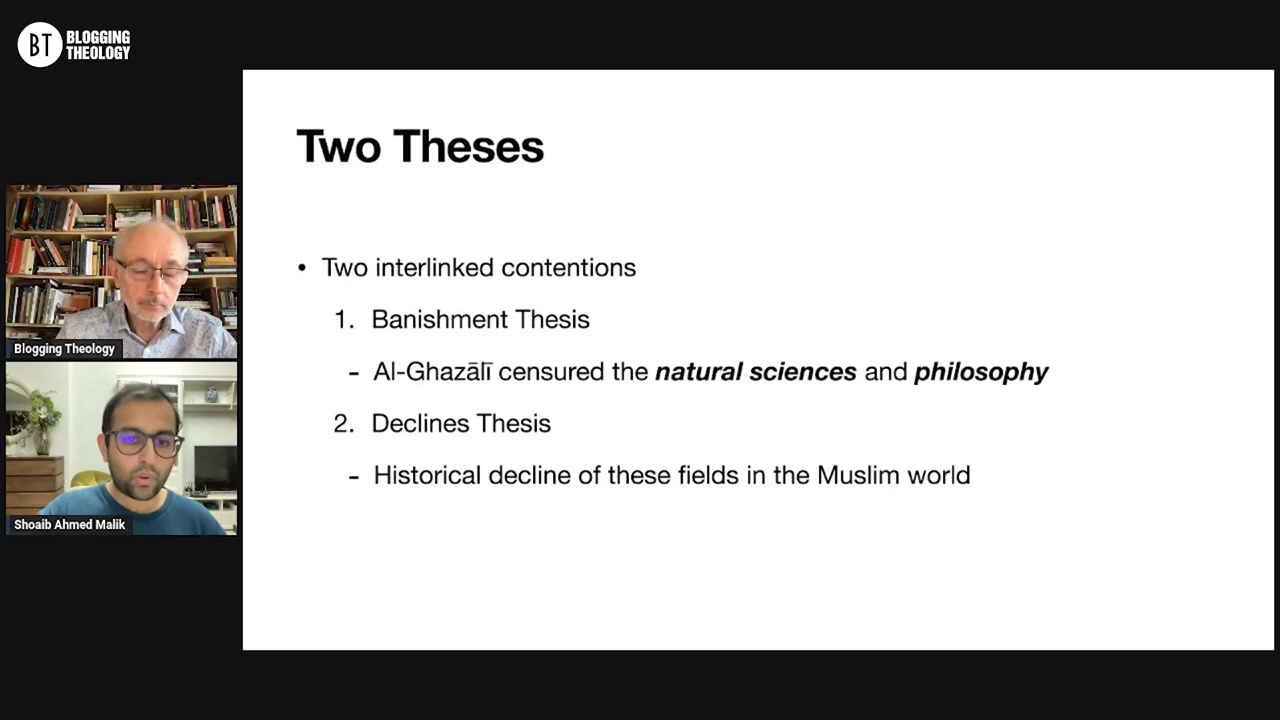 BT BLOGGING
THEOLOGY
Two Theses
• Two interlinked contentions
1. Banishment Thesis
- Al-Ghazālī censured the natural sciences and philosophy
2. Declines Thesis
- Historical decline of these fields in the Muslim world
Blogging Theology
Shoaib Ahmed Malik